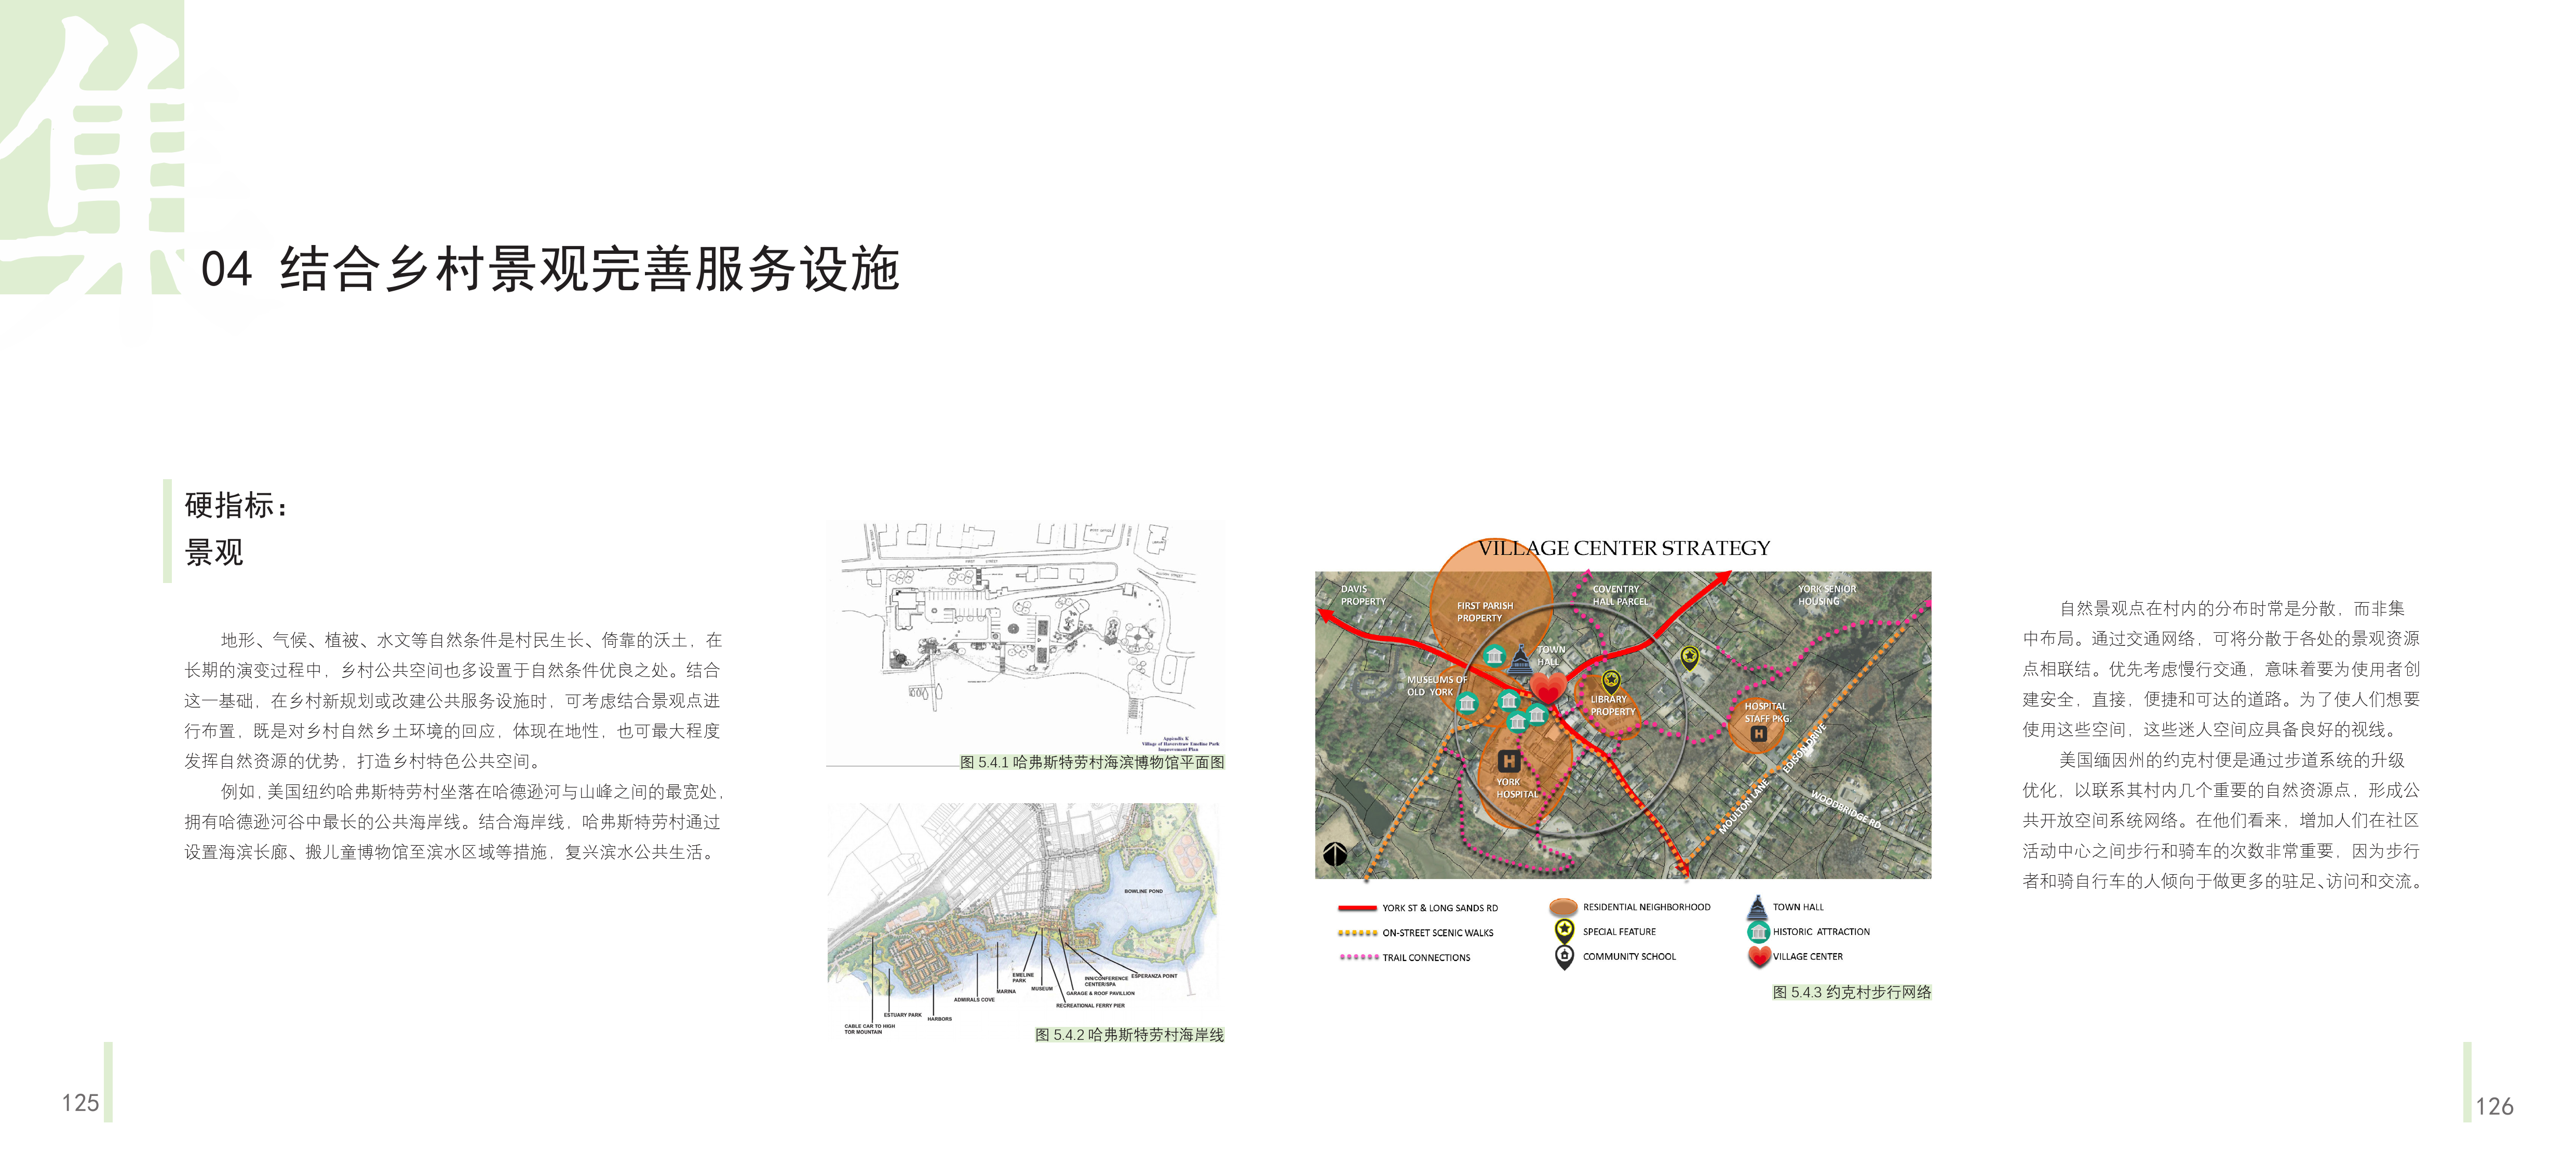 集
04 结合乡村景观完善服务设施
硬指标：
景观
地形、气候、植被、水文等自然条件是村民生长、倚靠的沃土，在
长期的演变过程中，乡村公共空间也多设置于自然条件优良之处。结合
这一基础，在乡村新规划或改建公共服务设施时，可考虑结合景观点进
行布置，既是对乡村自然乡土环境的回应，体现在地性，也可最大程度
发挥自然资源的优势，打造乡村特色公共空间。
例如，美国纽约哈弗斯特劳村坐落在哈德逊河与山峰之间的最宽处，
拥有哈德逊河谷中最长的公共海岸线。结合海岸线，哈弗斯特劳村通过
设置海滨长廊、搬儿童博物馆至滨水区域等措施，复兴滨水公共生活。
FIRST STREET
Appendix K
Village of Haverstraw Emeline Park
Improvement Plan
图 5.4.1 哈弗斯特劳村海滨博物馆平面图
BOWLINE POND
ESPERANZA POINT
INN/CONFERENCE
CENTER/SPA
GARAGE & ROOF PAVILLION
RECREATIONAL FERRY PIER
MUSEUM
EMELINE
PARK
MARINA
ADMIRALS COVE
HARBORS
ESTUARY PARK
CABLE CAR TO HIGH
TOR MOUNTAIN
图 5.4.2 哈弗斯特劳村海岸线
VILLAGE CENTER STRATEGY
DAVIS
PROPERTY
FIRST PARISH
PROPERTY
COVENTRY
HALL PARCEL
YORK SENIOR
HOUSING
TOWN
HALL
MUSEUMS OF
OLD YORK
LIBRARY
PROPERTY
HOSPITAL
STAFF PKG.
H
H
YORK
HOSPITAL
EDISON DRIVE
MOULTON LANE
WOODBRIDGE RD
YORK ST & LONG SANDS RD
ON-STREET SCENIC WALKS
TRAIL CONNECTIONS
RESIDENTIAL NEIGHBORHOOD
SPECIAL FEATURE
COMMUNITY SCHOOL
TOWN HALL
HISTORIC ATTRACTION
VILLAGE CENTER
图 5.4.3 约克村步行网络
自然景观点在村内的分布时常是分散，而非集
中布局。通过交通网络，可将分散于各处的景观资源
点相联结。优先考虑慢行交通，意味着要为使用者创
建安全，直接，便捷和可达的道路。为了使人们想要
使用这些空间，这些迷人空间应具备良好的视线。
美国缅因州的约克村便是通过步道系统的升级
优化，以联系其村内几个重要的自然资源点，形成公
共开放空间系统网络。在他们看来，增加人们在社区
活动中心之间步行和骑车的次数非常重要，因为步行
者和骑自行车的人倾向于做更多的驻足、访问和交流。
125
126